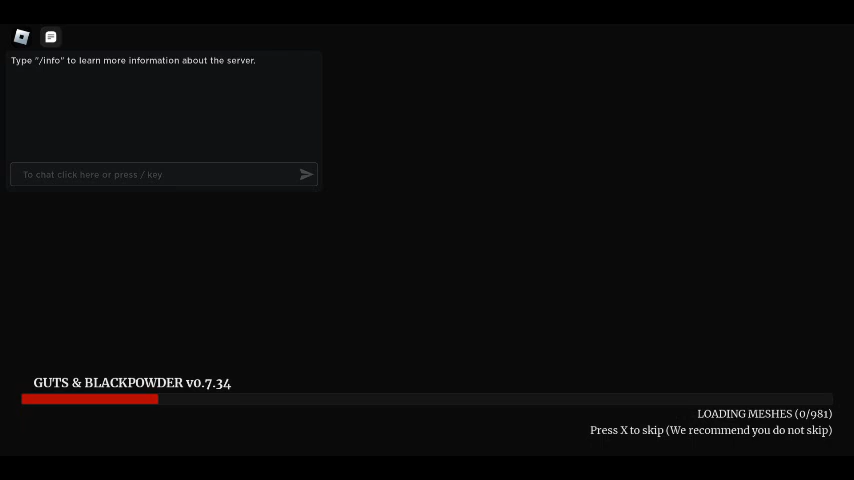 Type "/info" to learn more information about the server.
To chat click here or press / key
GUTS & BLACKPOWDER v0.7.34
LOADING MESHES (0/981)
Press X to skip (We recommend you do not skip)